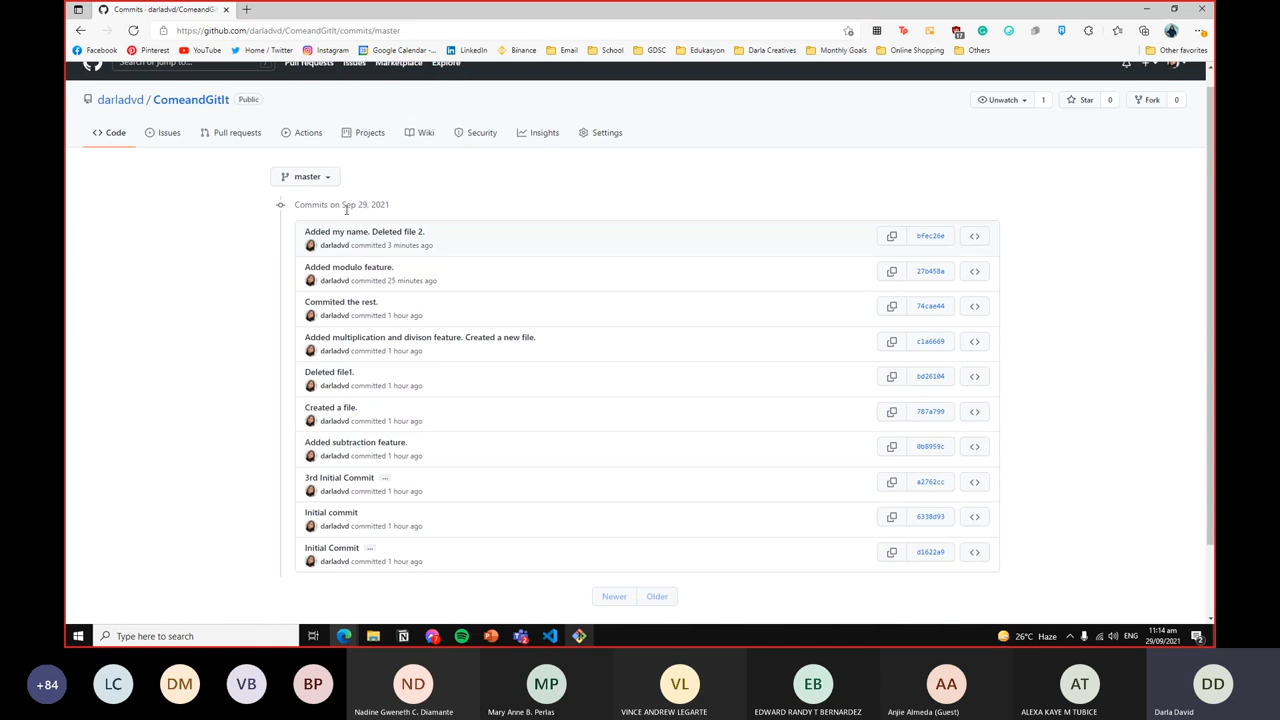 Commits · darladvd/ComeandGitIt
https://github.com/darladvd/ComeandGitIt/commits/master
Facebook Pinterest YouTube Home / Twitter Instagram Google Calendar -... LinkedIn Binance Email School GDSC Edukasyon Darla Creatives Monthly Goals Online Shopping Others Other favorites
Search or jump to... / Pull requests Issues Marketplace Explore
darladvd / ComeandGitIt Public Unwatch 1 Star 0 Fork 0
Code Issues Pull requests Actions Projects Wiki Security Insights Settings
master
Commits on Sep 29, 2021
Added my name. Deleted file 2.
darladvd committed 3 minutes ago
bfec26e
Added modulo feature.
darladvd committed 25 minutes ago
27b458a
Commited the rest.
darladvd committed 1 hour ago
74cae44
Added multiplication and divison feature. Created a new file.
darladvd committed 1 hour ago
c1a6669
Deleted file1.
darladvd committed 1 hour ago
bd26104
Created a file.
darladvd committed 1 hour ago
787a799
Added subtraction feature.
darladvd committed 1 hour ago
0b8959c
3rd Initial Commit ...
darladvd committed 1 hour ago
a2762cc
Initial commit
darladvd committed 1 hour ago
6338d93
Initial Commit ...
darladvd committed 1 hour ago
d1622a9
Newer Older
Type here to search
26°C Haze ENG
11:14 am
29/09/2021
+84 LC DM VB BP ND MP VL EB AA AT DD
Nadine Gweneth C. Diamante Mary Anne B. Perlas VINCE ANDREW LEGARTE EDWARD RANDY T BERNARDEZ Anjie Almeda (Guest) ALEXA KAYE M TUBICE Darla David